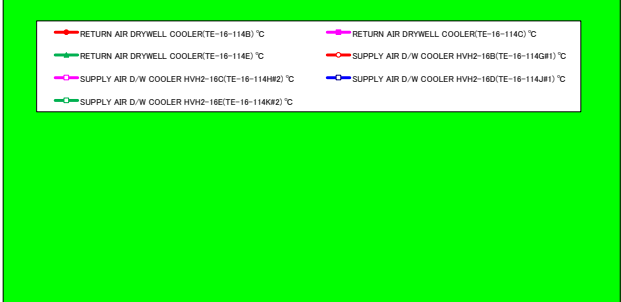 RETURN AIR DRYWELL COOLER(TE-16-114B) ℃
RETURN AIR DRYWELL COOLER(TE-16-114C) ℃
RETURN AIR DRYWELL COOLER(TE-16-114E) ℃
SUPPLY AIR D/W COOLER HVH2-16B(TE-16-114G#1) ℃
SUPPLY AIR D/W COOLER HVH2-16C(TE-16-114H#2) ℃
SUPPLY AIR D/W COOLER HVH2-16D(TE-16-114J#1) ℃
SUPPLY AIR D/W COOLER HVH2-16E(TE-16-114K#2) ℃